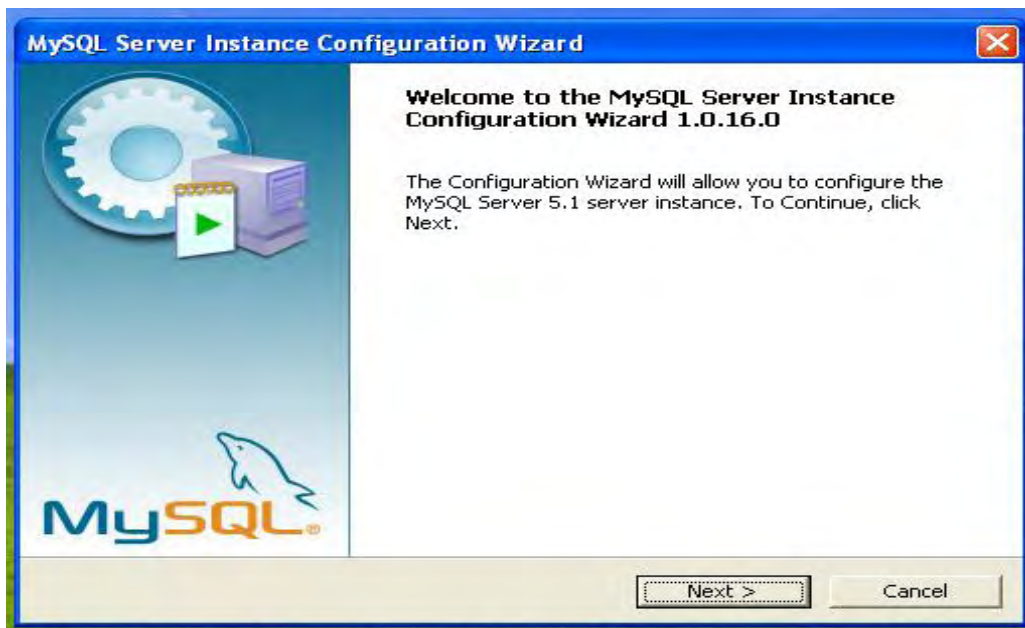 MySQL Server Instance Configuration Wizard
Welcome to the MySQL Server Instance
Configuration Wizard 1.0.16.0
The Configuration Wizard will allow you to configure the
MySQL Server 5.1 server instance. To Continue, click
Next.
MySQL®
Next >
Cancel